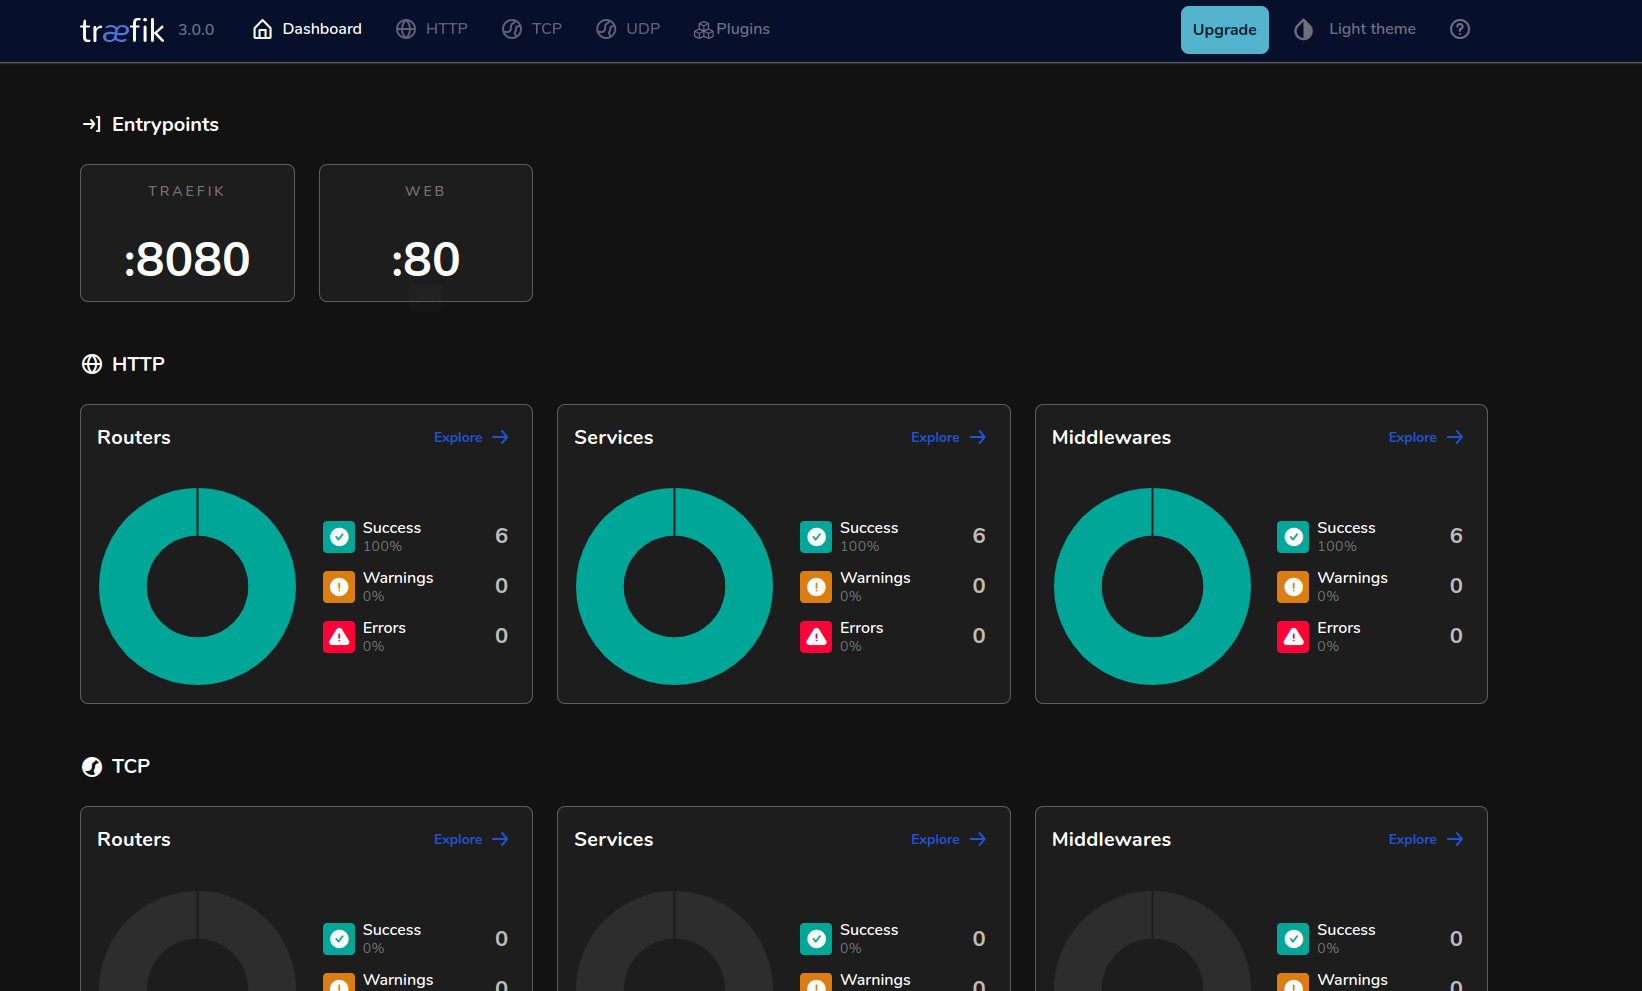 træfik 3.0.0 Dashboard HTTP TCP UDP Plugins Upgrade Light theme
Entrypoints
TRAEFIK WEB
:8080 :80
HTTP
Routers Explore Services Explore Middlewares Explore
Success 6 Success 6 Success 6
100% 100% 100%
Warnings 0 Warnings 0 Warnings 0
0% 0% 0%
Errors 0 Errors 0 Errors 0
0% 0% 0%
TCP
Routers Explore Services Explore Middlewares Explore
Success 0 Success 0 Success 0
0% 0% 0%
Warnings 0 Warnings 0 Warnings 0